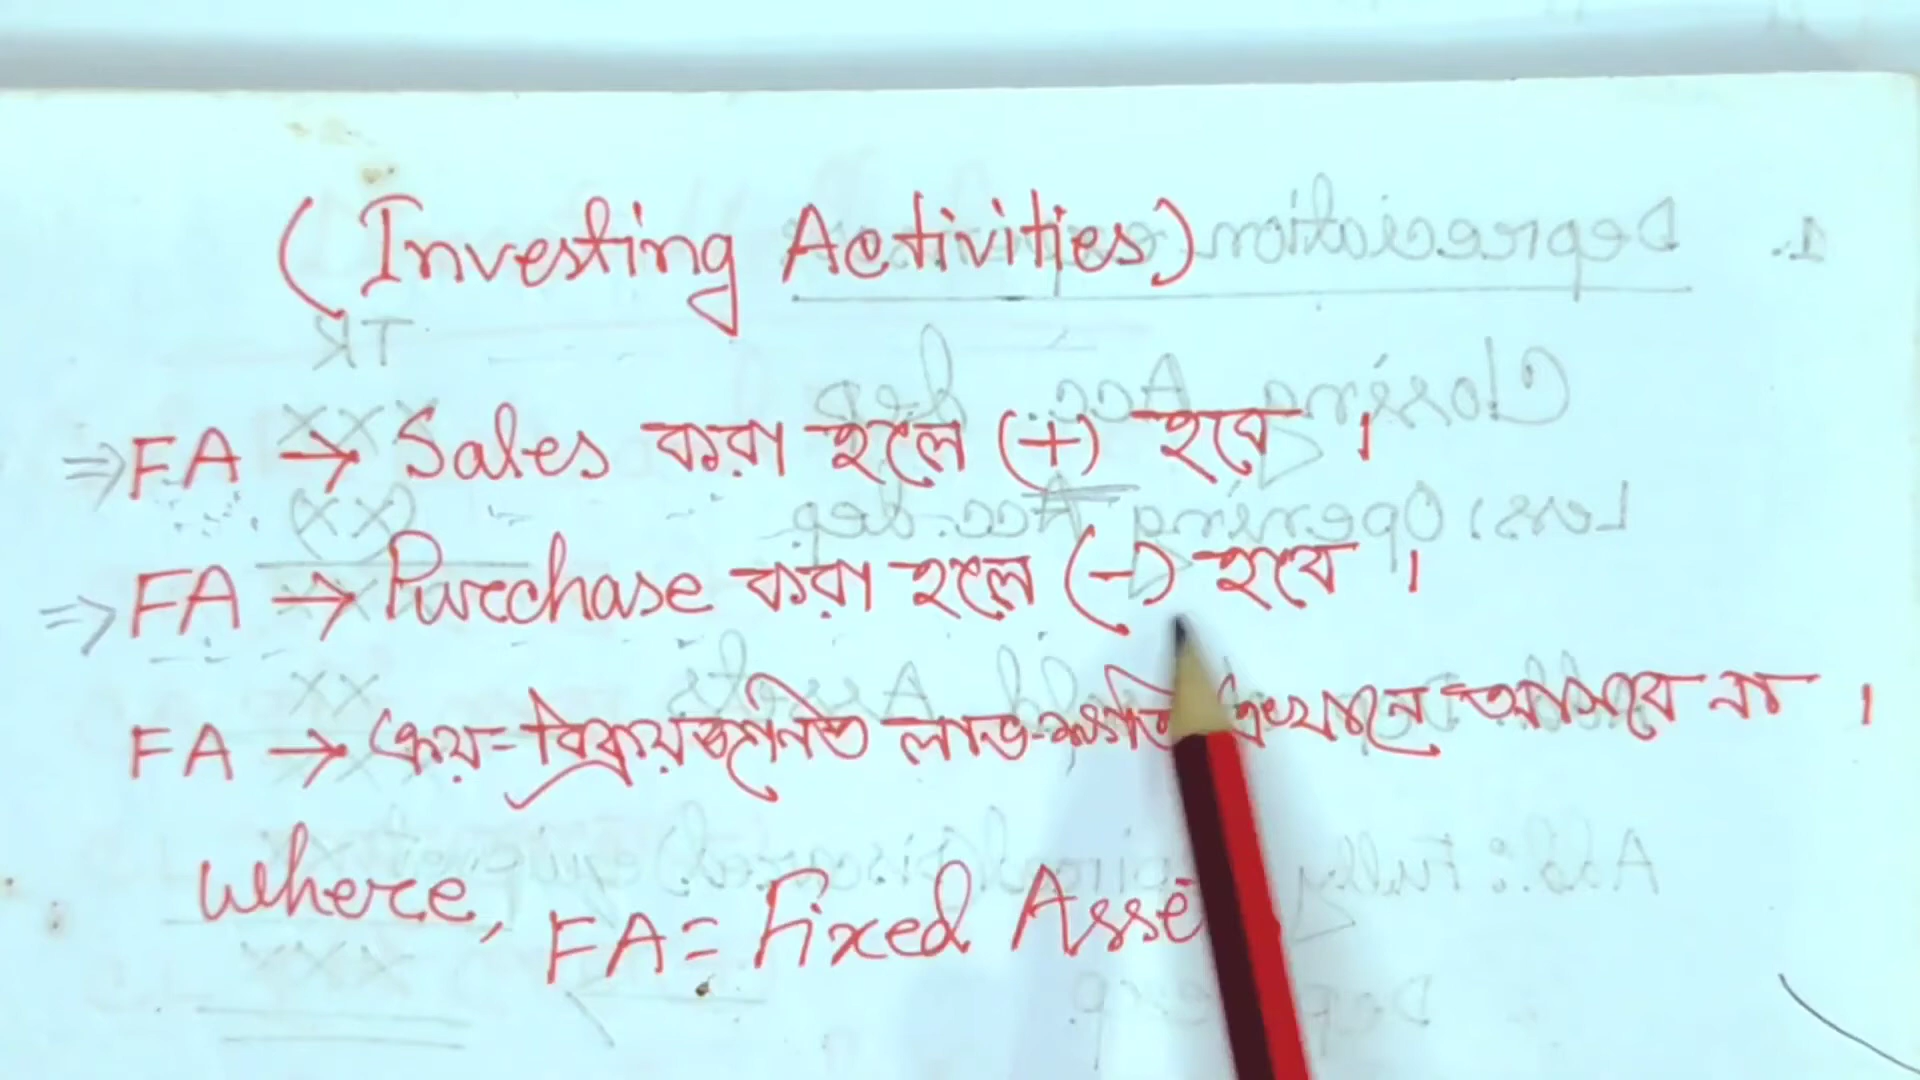 (Investing Activities)
⇒ FA → Sales করা হলে (+) হবে ।
⇒ FA → Purchase করা হলে (-) হবে ।
FA → ক্রয়-বিক্রয়জনিত লাভ-ক্ষতি এখানে আসবে না ।
where, FA = Fixed Asse